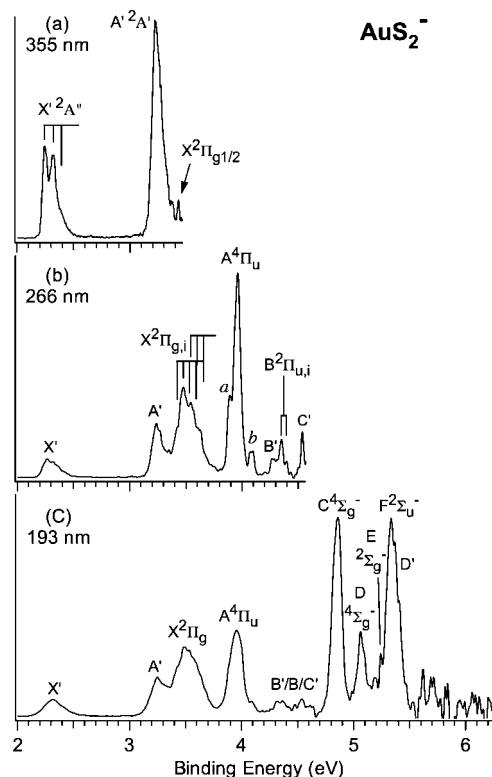 AuS₂⁻
(a)
355 nm
A' ²A'
X' ²A"
X²Πg1/2
(b)
266 nm
A⁴Πu
X²Πg,i
a
B²Πu,i
A'
X'
b
B'
C'
(C)
193 nm
C⁴Σg⁻
F²Σu⁻
E
²Σg⁻
D'
D
⁴Σg⁻
A⁴Πu
X²Πg
A'
X'
B'/B/C'
2 3 4 5 6
Binding Energy (eV)